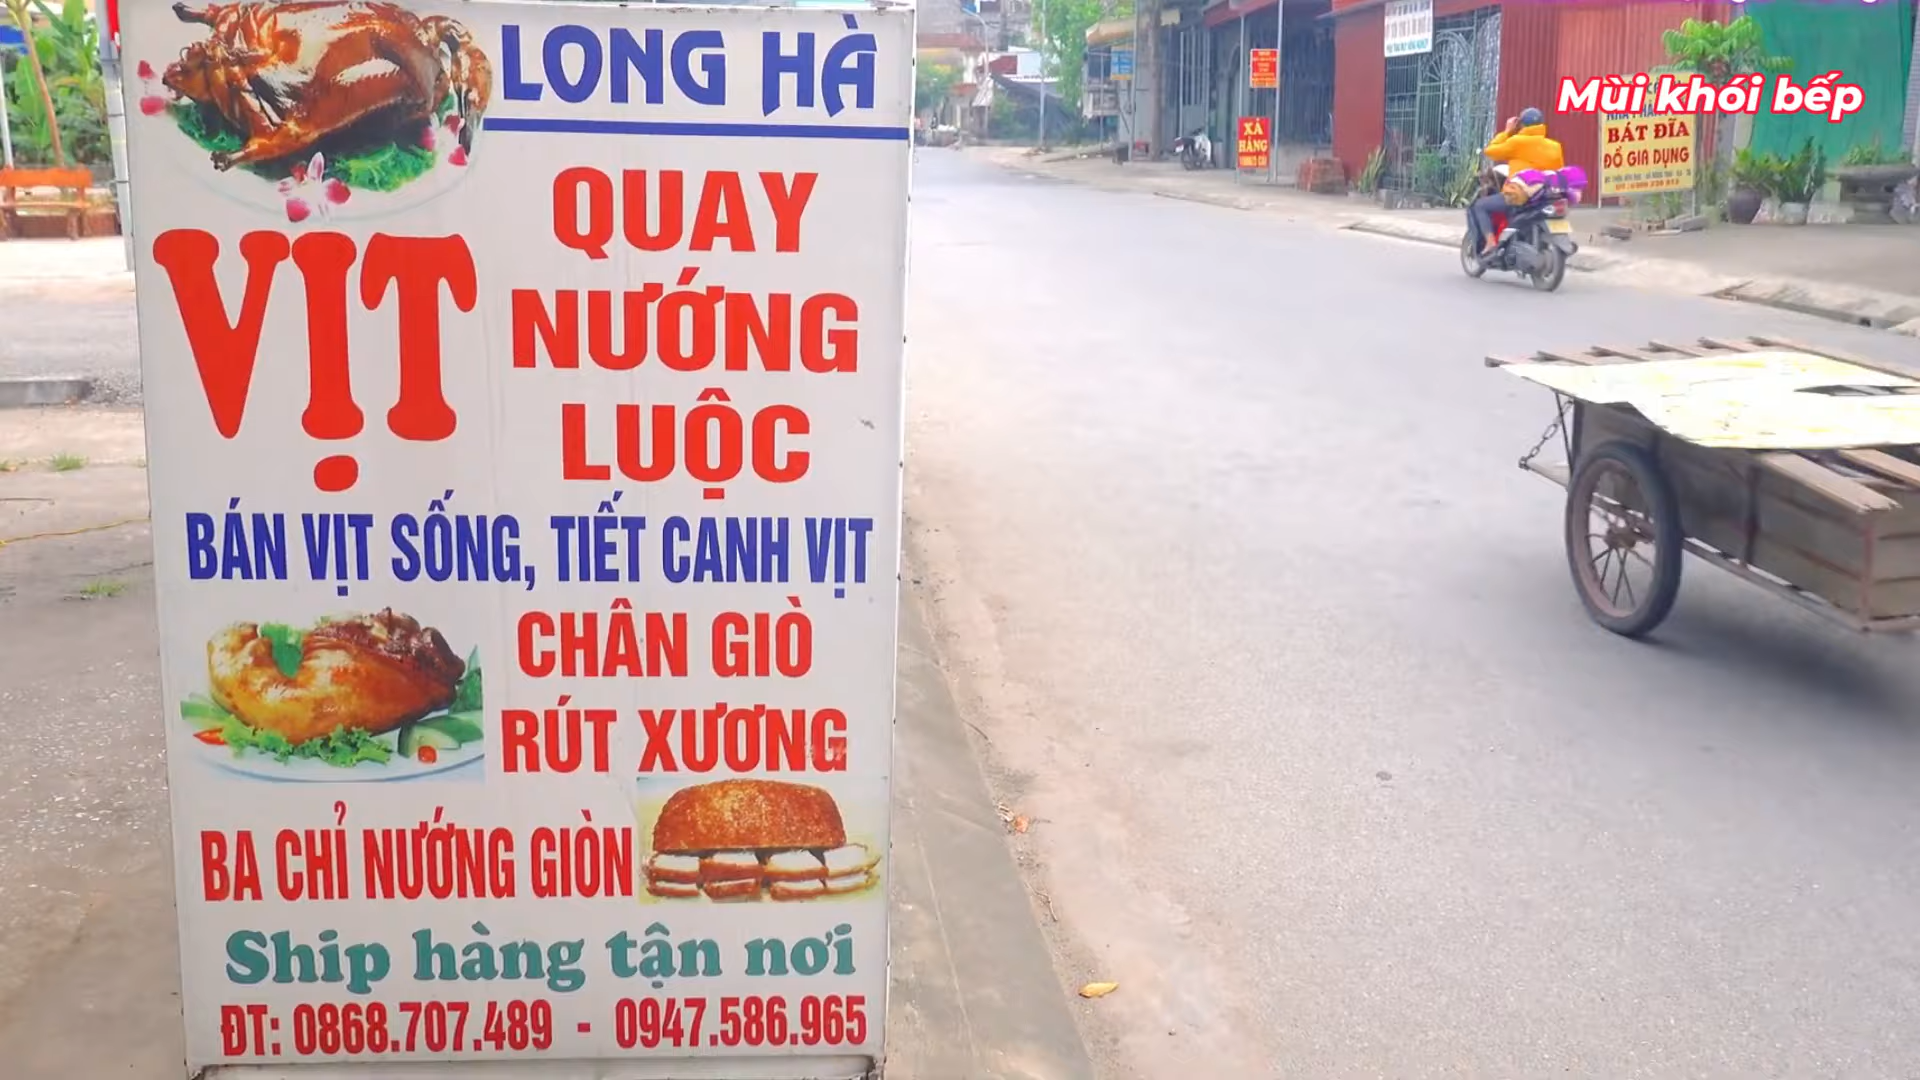 LONG HÀ
VỊT
QUAY
NƯỚNG
LUỘC
BÁN VỊT SỐNG, TIẾT CANH VỊT
CHÂN GIÒ
RÚT XƯƠNG
BA CHỈ NƯỚNG GIÒN
Ship hàng tận nơi
ĐT: 0868.707.489 - 0947.586.965
Mùi khói bếp
XẢ
HÀNG
BÁT ĐĨA
ĐỒ GIA DỤNG